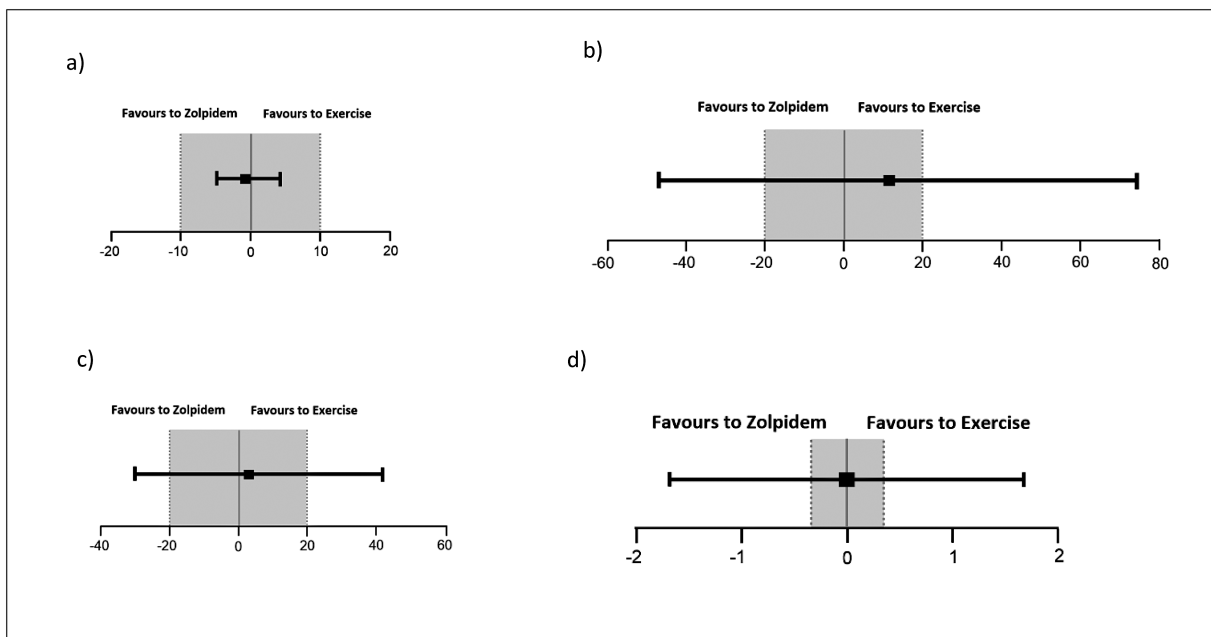 a)
Favours to Zolpidem Favours to Exercise
-20 -10 0 10 20
b)
Favours to Zolpidem Favours to Exercise
-60 -40 -20 0 20 40 60 80
c)
Favours to Zolpidem Favours to Exercise
-40 -20 0 20 40 60
d)
Favours to Zolpidem Favours to Exercise
-2 -1 0 1 2